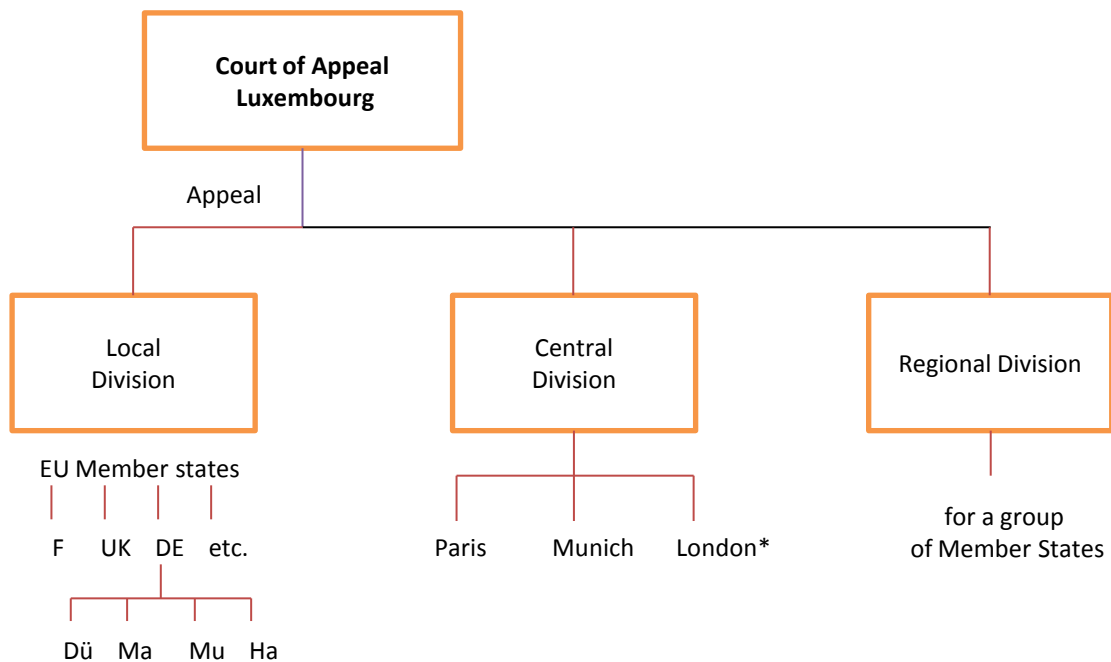 Court of Appeal
Luxembourg
Appeal
Local
Division
Central
Division
Regional Division
EU Member states
F UK DE etc.
Dü Ma Mu Ha
Paris Munich London*
for a group
of Member States